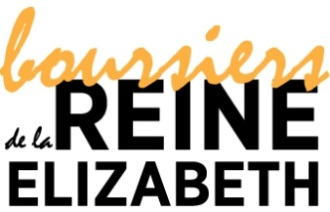 boursiers
de la REINE
ELIZABETH